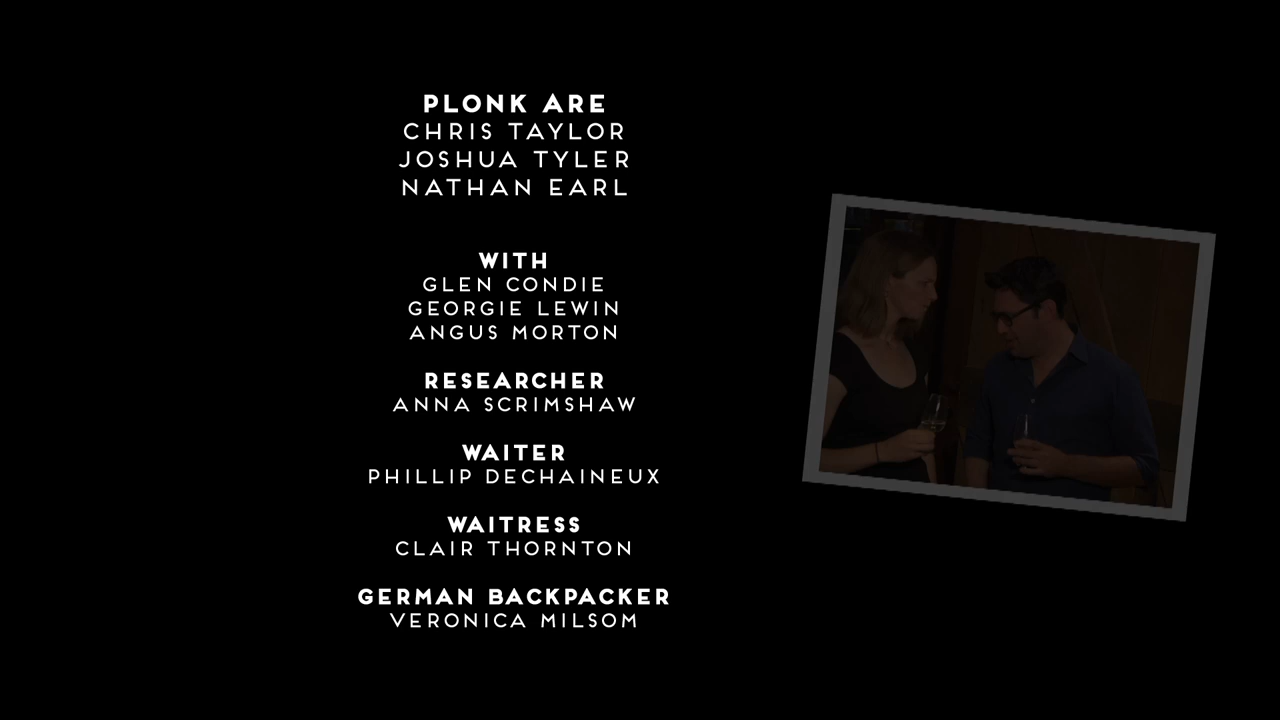 PLONK ARE
CHRIS TAYLOR
JOSHUA TYLER
NATHAN EARL
WITH
GLEN CONDIE
GEORGIE LEWIN
ANGUS MORTON
RESEARCHER
ANNA SCRIMSHAW
WAITER
PHILLIP DECHAINEUX
WAITRESS
CLAIR THORNTON
GERMAN BACKPACKER
VERONICA MILSOM